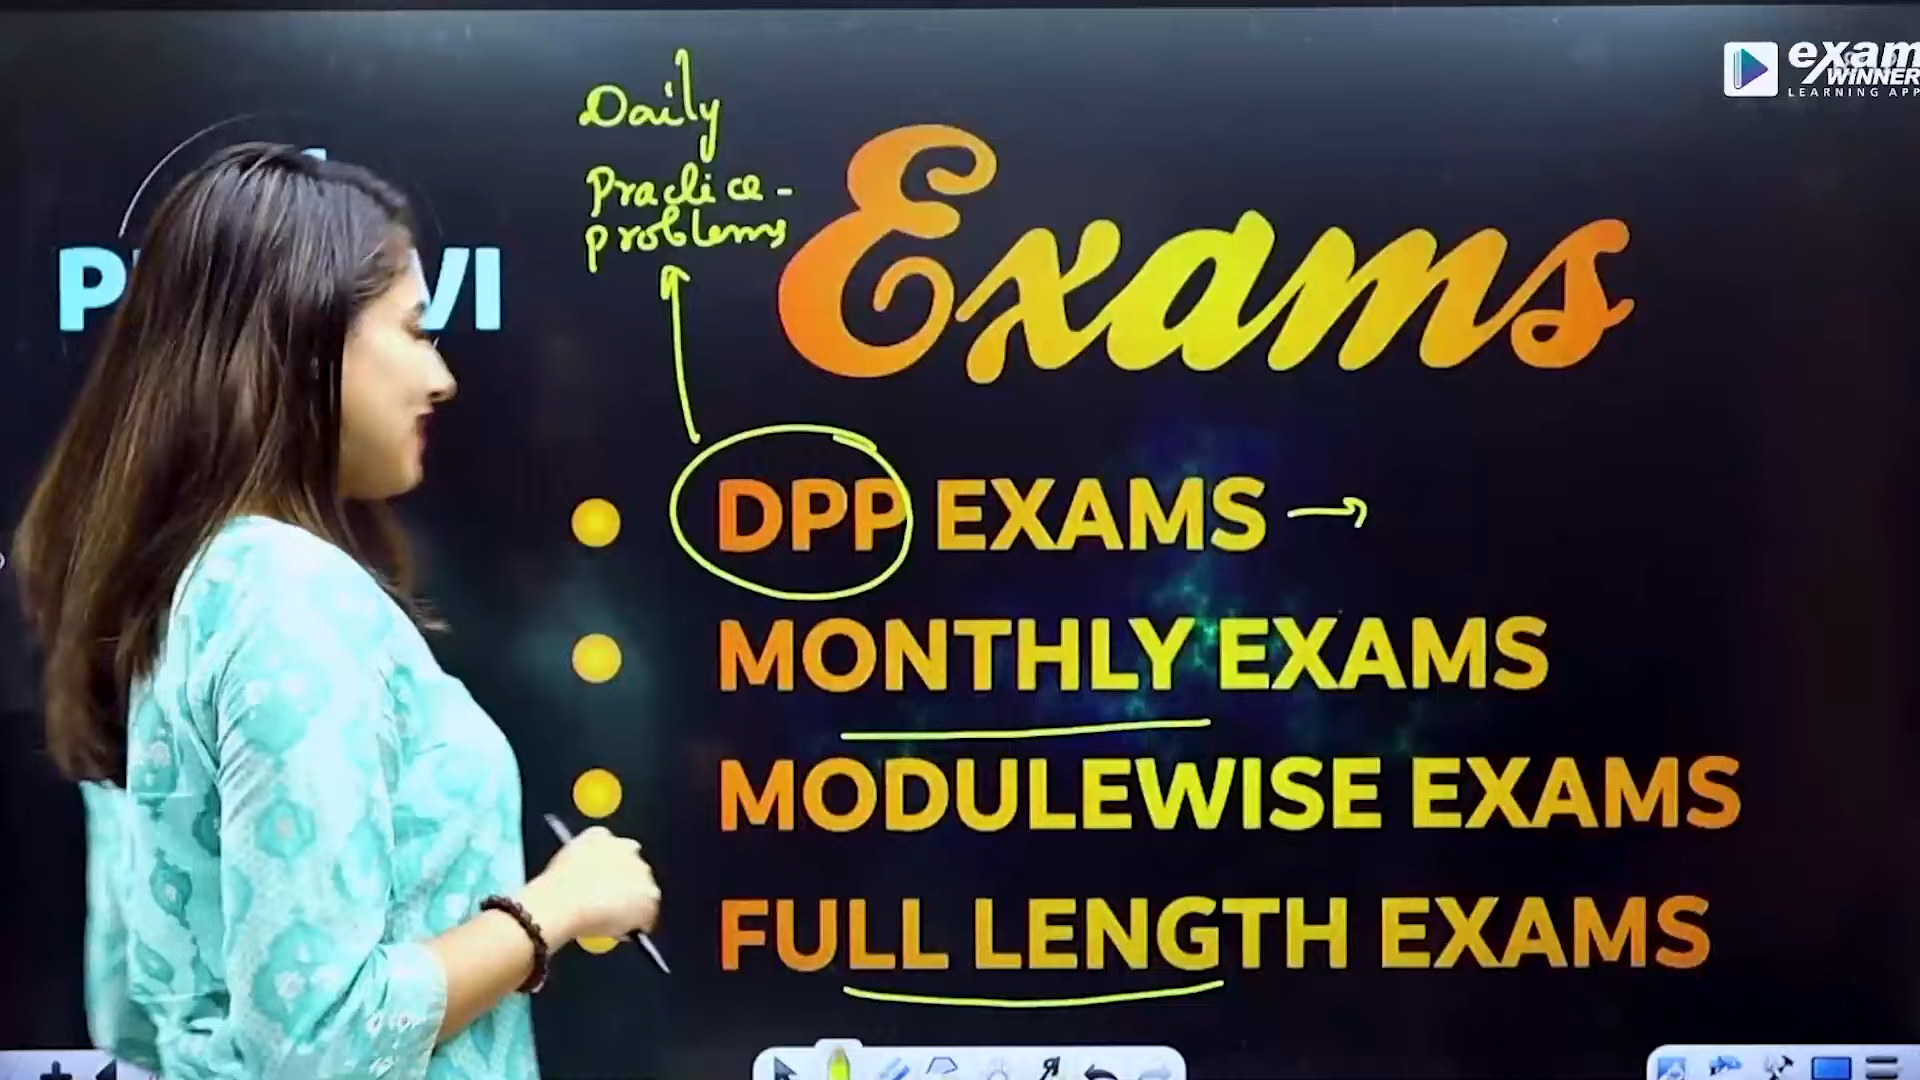 exam
WINNER
LEARNING APP
Daily
Practice -
problems
Exams
DPP EXAMS →
MONTHLY EXAMS
MODULEWISE EXAMS
FULL LENGTH EXAMS